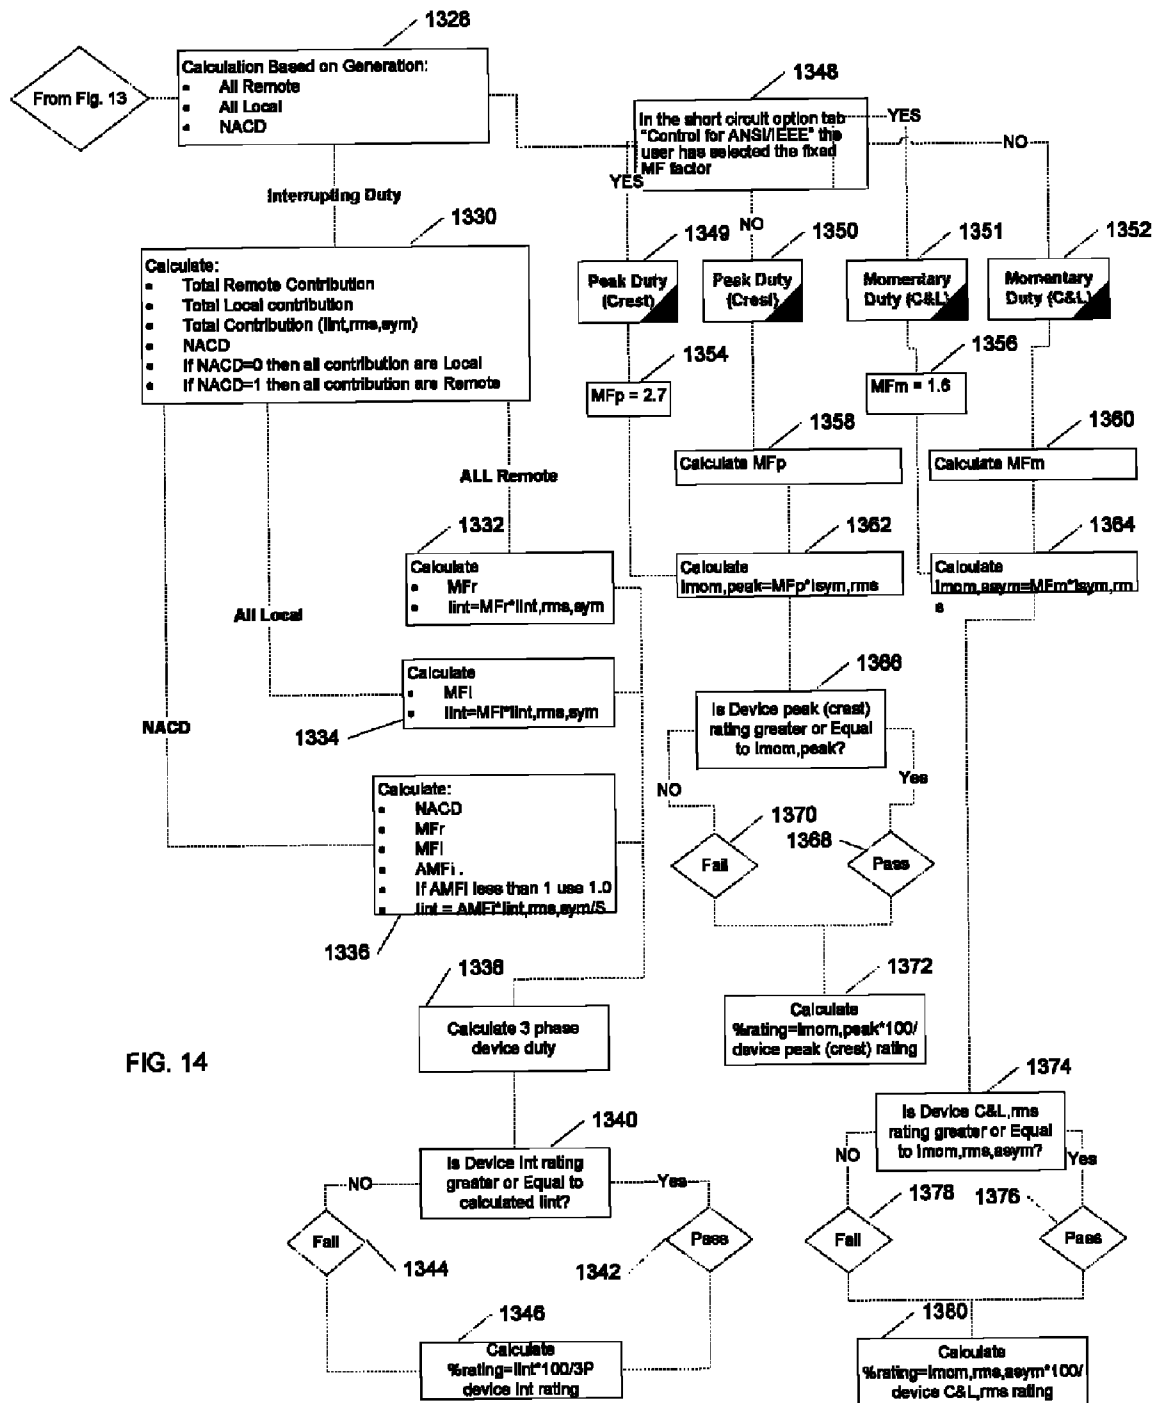 1328
Calculation Based on Generation:
▪ All Remote
▪ All Local
▪ NACD
From Fig. 13
1348
In the short circuit option tab
"Control for ANSI/IEEE" the
user has selected the fixed
MF factor
YES
NO
YES
NO
Interrupting Duty
1330
Calculate:
▪ Total Remote Contribution
▪ Total Local contribution
▪ Total Contribution (Iint,rms,sym)
▪ NACD
▪ If NACD=0 then all contribution are Local
▪ If NACD=1 then all contribution are Remote
1349
Peak Duty
(Crest)
1350
Peak Duty
(Crest)
1351
Momentary
Duty (C&L)
1352
Momentary
Duty (C&L)
1354
MFp = 2.7
1356
MFm = 1.6
1358
Calculate MFp
1360
Calculate MFm
ALL Remote
1332
Calculate
▪ MFr
▪ Iint=MFr*Iint,rms,sym
1362
Calculate
Imom,peak=MFp*Isym,rms
1364
Calculate
Imom,asym=MFm*Isym,rm
s
All Local
Calculate
▪ MFl
▪ Iint=MFl*Iint,rms,sym
1334
1366
Is Device peak (crest)
rating greater or Equal
to Imom,peak?
NACD
NO
Yes
Calculate:
▪ NACD
▪ MFr
▪ MFl
▪ AMFi .
▪ If AMFi less than 1 use 1.0
▪ Iint = AMFi*Iint,rms,sym/S
1336
1370
Fail
1368
Pass
1338
Calculate 3 phase
device duty
1372
Calculate
%rating=Imom,peak*100/
device peak (crest) rating
FIG. 14
1374
Is Device C&L,rms
rating greater or Equal
to Imom,rms,asym?
NO
Yes
1340
Is Device Int rating
greater or Equal to
calculated Iint?
NO
Yes
Fail
1344
Pass
1342
1378
Fail
1376
Pass
1346
Calculate
%rating=Iint*100/3P
device Int rating
1380
Calculate
%rating=Imom,rms,asym*100/
device C&L,rms rating